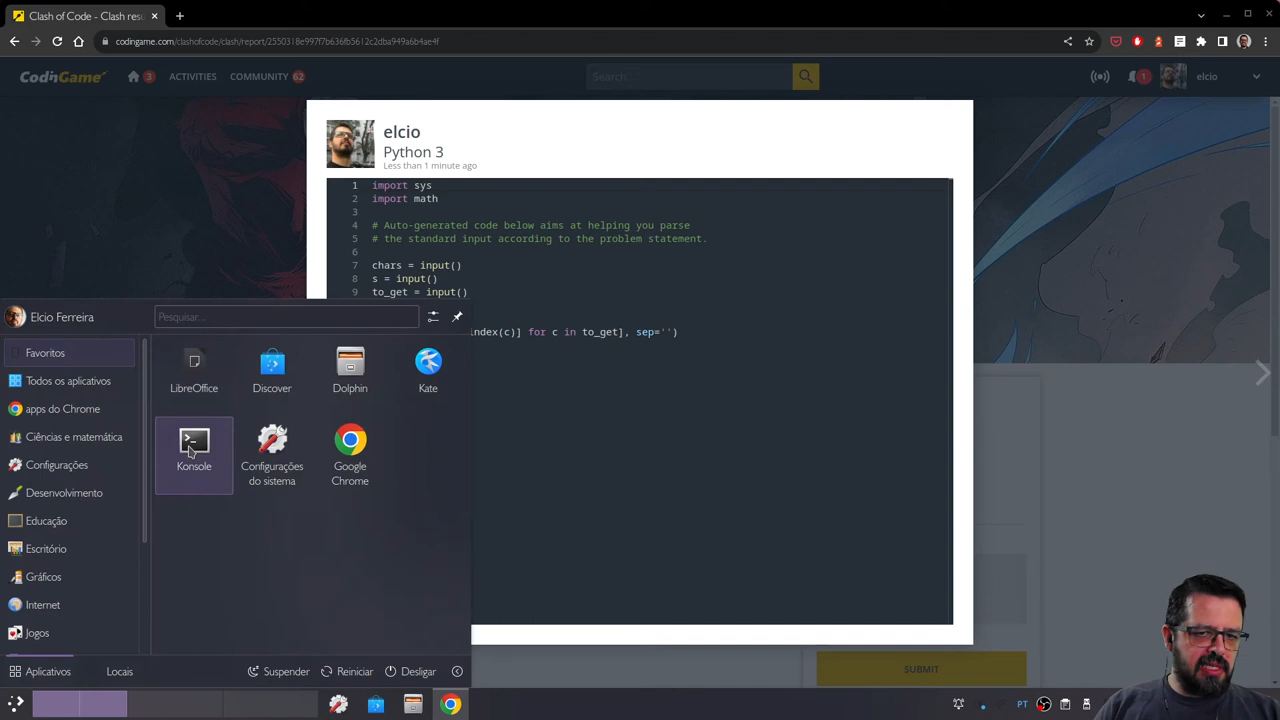 Clash of Code - Clash resu
codingame.com/clashofcode/clash/report/2550318e997f7b636fb5612c2dba949a6b4ae4f
CodinGame
3
ACTIVITIES
COMMUNITY
62
Search...
1
elcio
elcio
Python 3
Less than 1 minute ago
1 import sys
2 import math
3
4 # Auto-generated code below aims at helping you parse
5 # the standard input according to the problem statement.
6
7 chars = input()
8 s = input()
9 to_get = input()
index(c)] for c in to_get], sep='')
Elcio Ferreira
Pesquisar...
Favoritos
Todos os aplicativos
apps do Chrome
Ciências e matemática
Configurações
Desenvolvimento
Educação
Escritório
Gráficos
Internet
Jogos
LibreOffice
Discover
Dolphin
Kate
Konsole
Configurações
do sistema
Google
Chrome
Aplicativos
Locais
Suspender
Reiniciar
Desligar
SUBMIT
PT